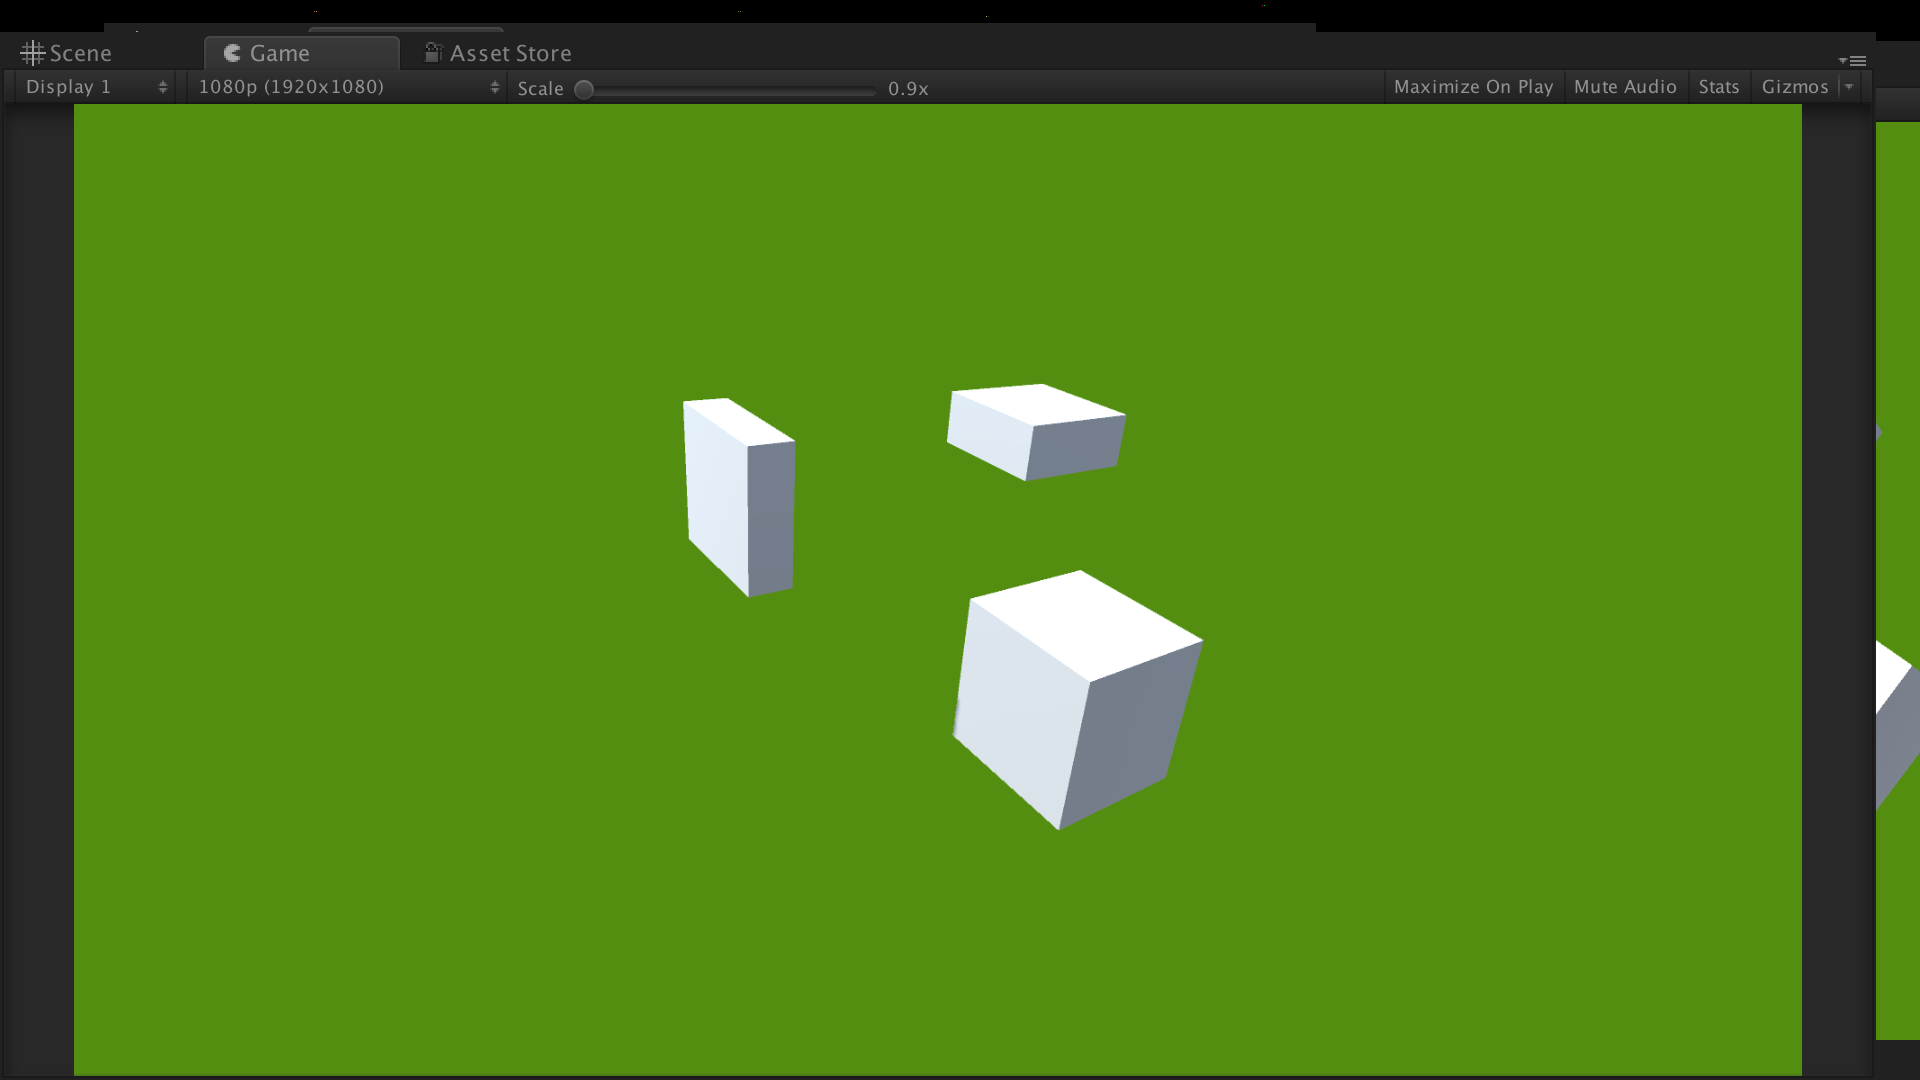 Scene Game Asset Store
Display 1 1080p (1920x1080) Scale 0.9x Maximize On Play Mute Audio Stats Gizmos